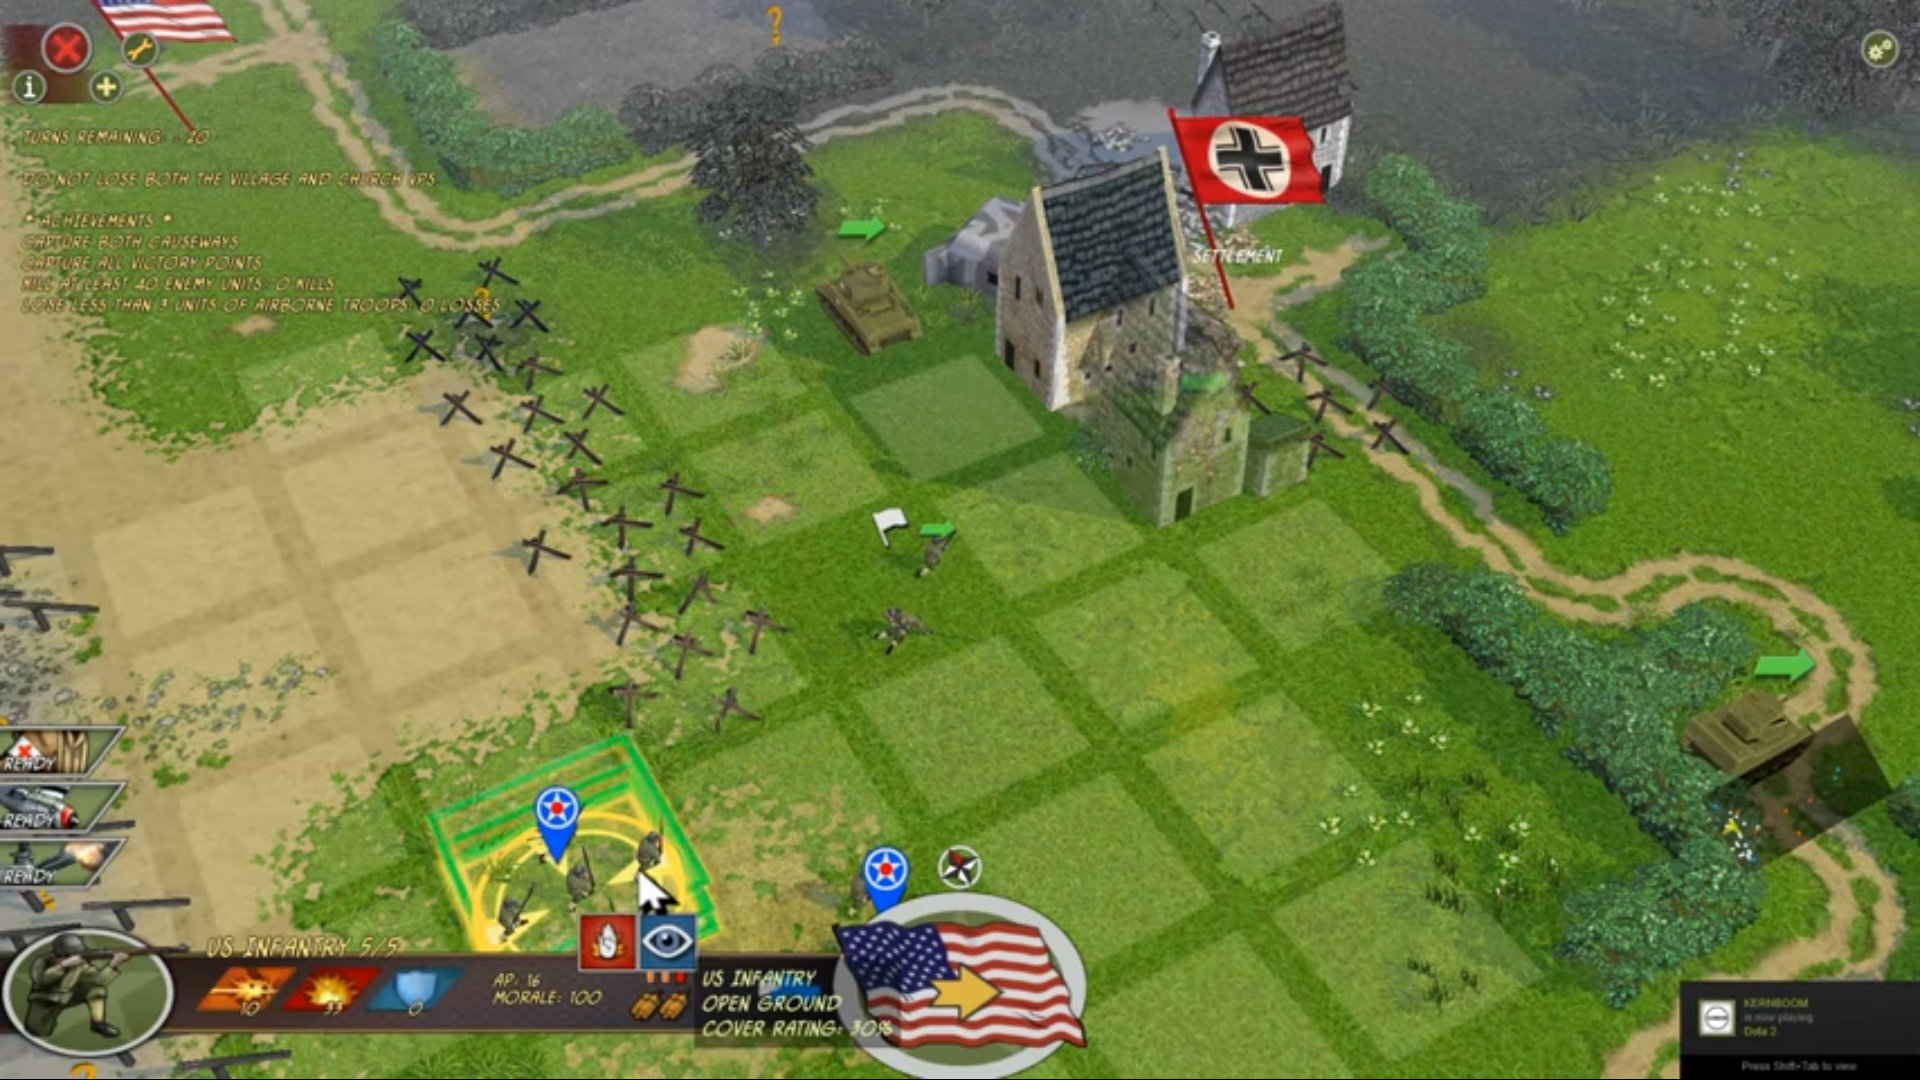 TURNS REMAINING: - 20
DO NOT LOSE BOTH THE VILLAGE AND CHURCH VPS.
* ACHIEVEMENTS *
CAPTURE BOTH CAUSEWAYS
CAPTURE ALL VICTORY POINTS
KILL AT LEAST 40 ENEMY UNITS: 0 KILLS
LOSE LESS THAN 3 UNITS OF AIRBORNE TROOPS: 0 LOSSES
SETTLEMENT
READY
READY
READY
US INFANTRY 5/5
10
33
0
AP: 16
MORALE: 100
US INFANTRY
OPEN GROUND
COVER RATING: 30%
KERNBOOM
is now playing
Dota 2
Press Shift+Tab to view